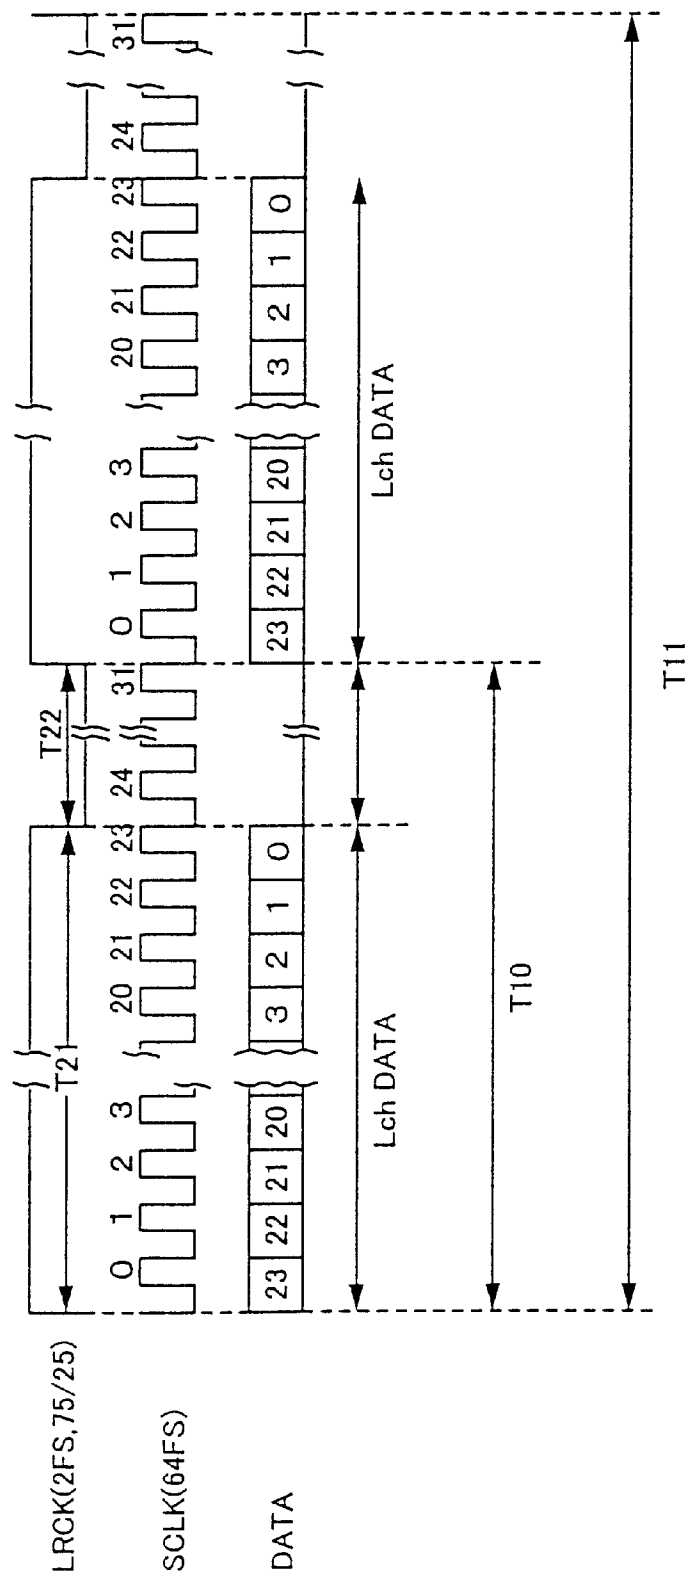 LRCK(2FS,75/25)
T21
T22
SCLK(64FS)
0 1 2 3 20 21 22 23 24 31 0 1 2 3 20 21 22 23 24 31
DATA
23 22 21 20 3 2 1 0 23 22 21 20 3 2 1 0
Lch DATA
Lch DATA
T10
T11